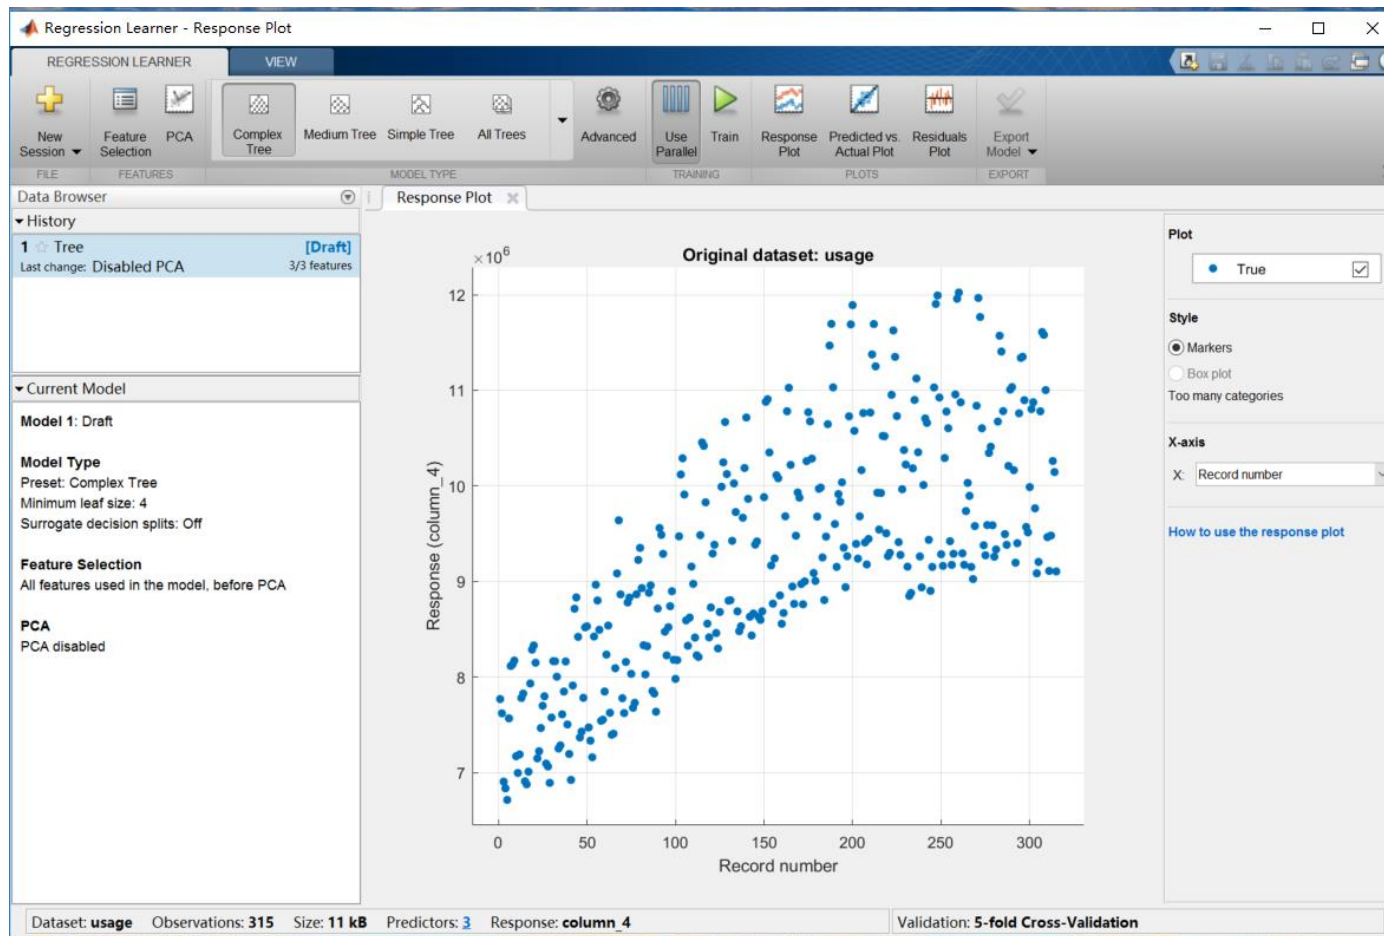 Regression Learner - Response Plot
REGRESSION LEARNER VIEW
New Session Feature Selection PCA Complex Tree Medium Tree Simple Tree All Trees Advanced Use Parallel Train Response Plot Predicted vs. Actual Plot Residuals Plot Export Model
FILE FEATURES MODEL TYPE TRAINING PLOTS EXPORT
Data Browser
History
1 Tree [Draft]
Last change: Disabled PCA 3/3 features
Current Model
Model 1: Draft
Model Type
Preset: Complex Tree
Minimum leaf size: 4
Surrogate decision splits: Off
Feature Selection
All features used in the model, before PCA
PCA
PCA disabled
Response Plot
×10⁶
Original dataset: usage
12
11
10
9
8
7
Response (column_4)
0 50 100 150 200 250 300
Record number
Plot
True
Style
Markers
Box plot
Too many categories
X-axis
X: Record number
How to use the response plot
Dataset: usage Observations: 315 Size: 11 kB Predictors: 3 Response: column_4 Validation: 5-fold Cross-Validation